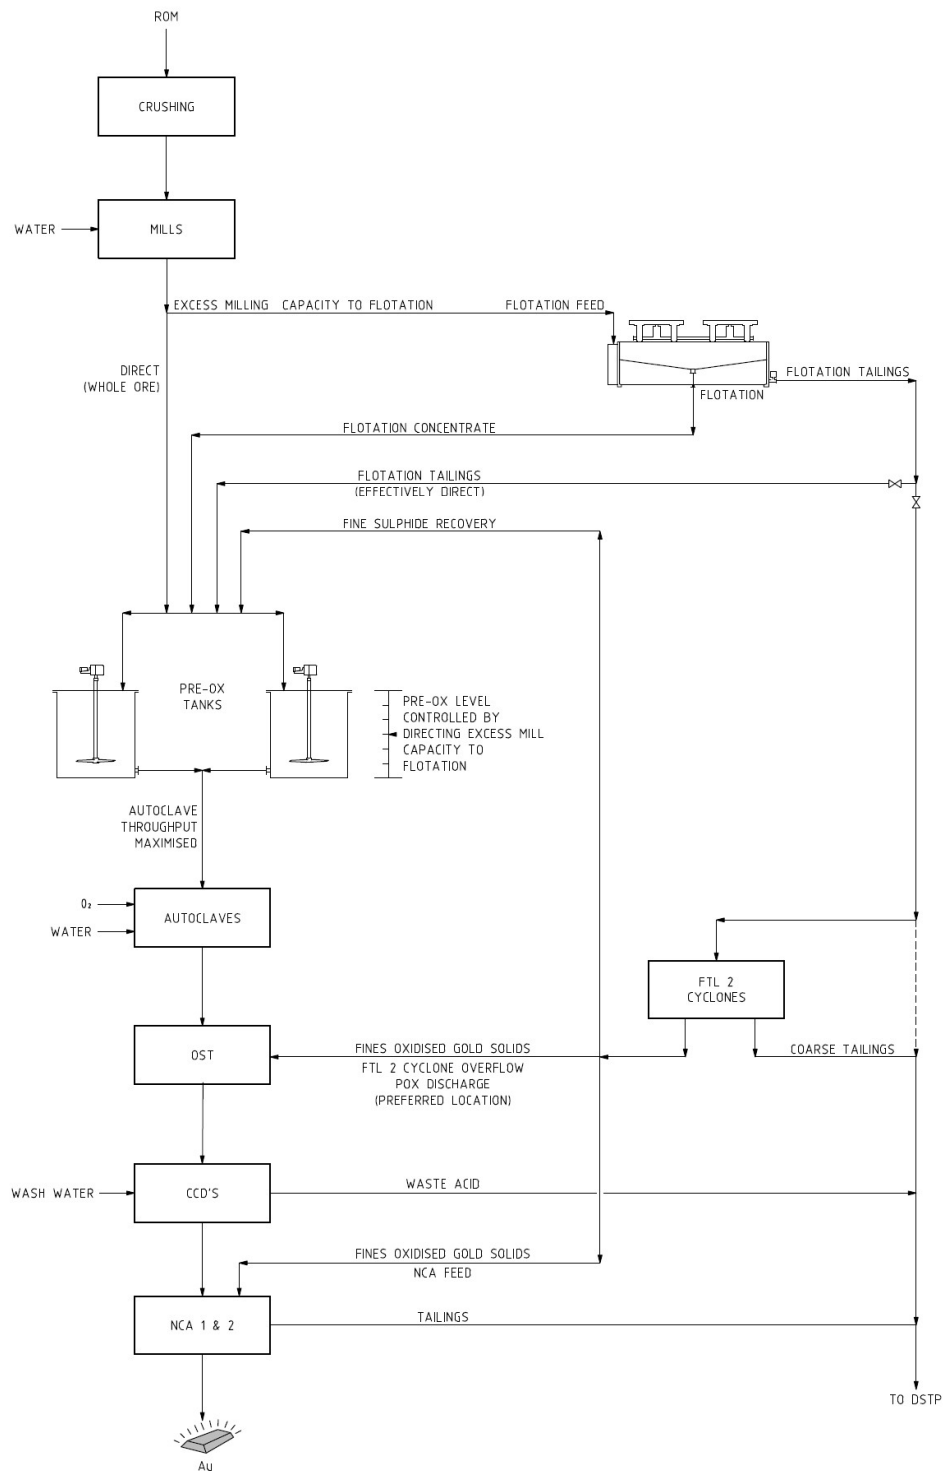 ROM
CRUSHING
WATER
MILLS
EXCESS MILLING CAPACITY TO FLOTATION
FLOTATION FEED
DIRECT
(WHOLE ORE)
FLOTATION TAILINGS
FLOTATION
FLOTATION CONCENTRATE
FLOTATION TAILINGS
(EFFECTIVELY DIRECT)
FINE SULPHIDE RECOVERY
PRE-OX
TANKS
PRE-OX LEVEL
CONTROLLED BY
DIRECTING EXCESS MILL
CAPACITY TO
FLOTATION
AUTOCLAVE
THROUGHPUT
MAXIMISED
O₂
WATER
AUTOCLAVES
FTL 2
CYCLONES
OST
FINES OXIDISED GOLD SOLIDS
FTL 2 CYCLONE OVERFLOW
POX DISCHARGE
(PREFERRED LOCATION)
COARSE TAILINGS
WASH WATER
CCD'S
WASTE ACID
FINES OXIDISED GOLD SOLIDS
NCA FEED
NCA 1 & 2
TAILINGS
TO DSTP
Au